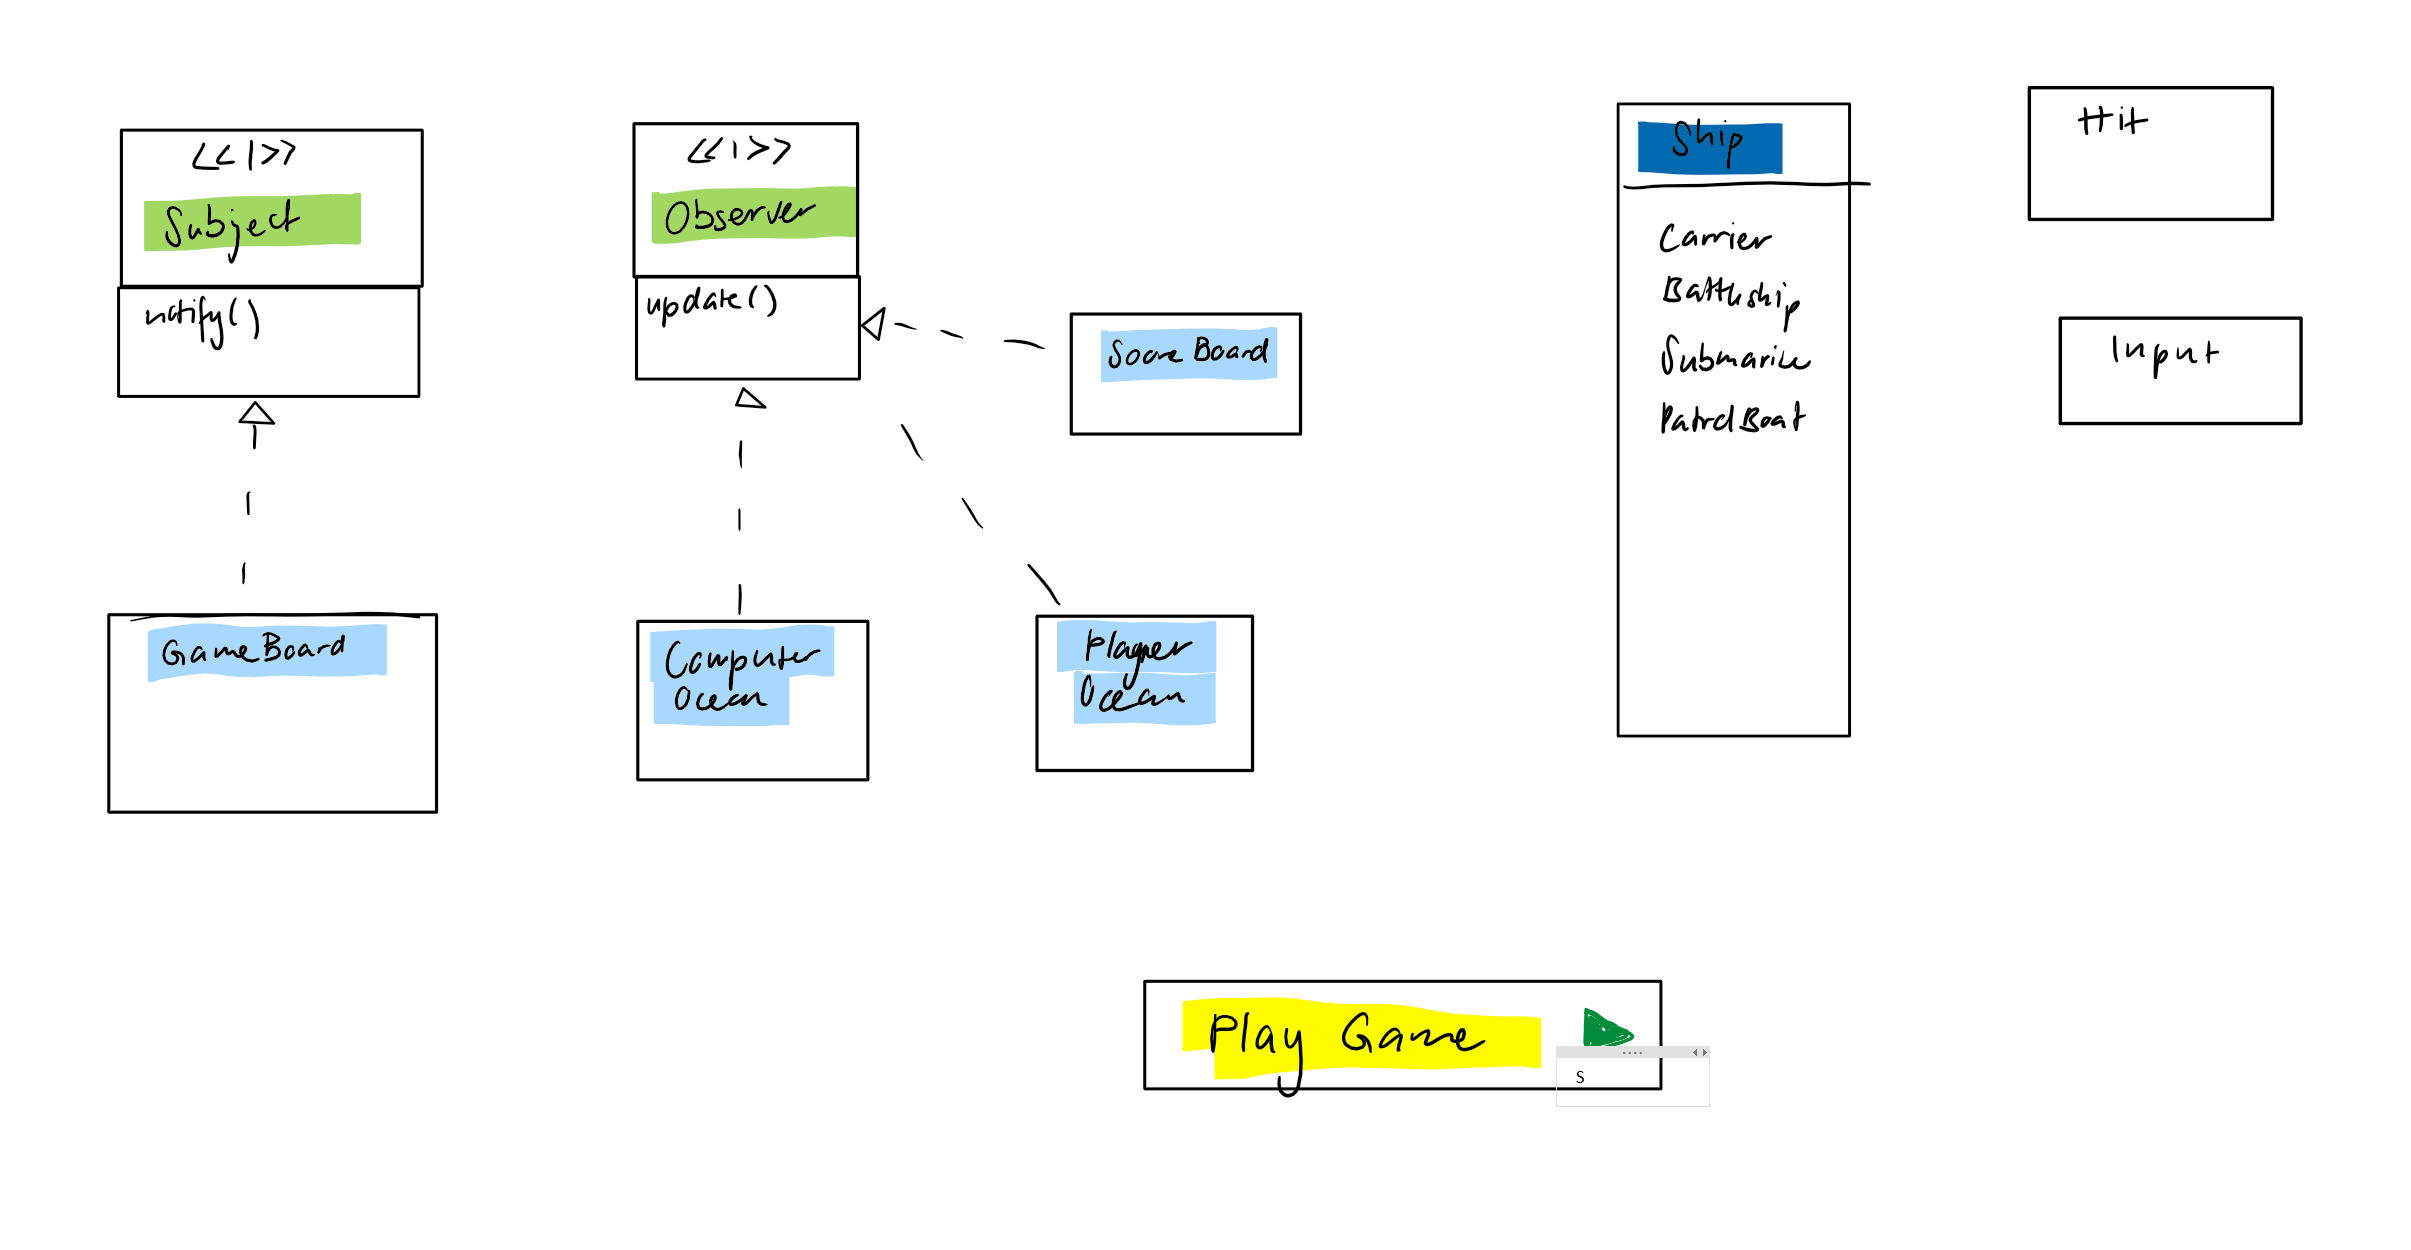 <<I>>
Subject
notify()
GameBoard
<<I>>
Observer
update()
Score Board
Computer
Ocean
Player
Ocean
Ship
Carrier
Battleship
Submarine
Patrol Boat
Hit
Input
Play Game
s